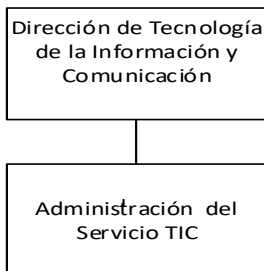 Dirección de Tecnología
de la Información y
Comunicación
Administración del
Servicio TIC